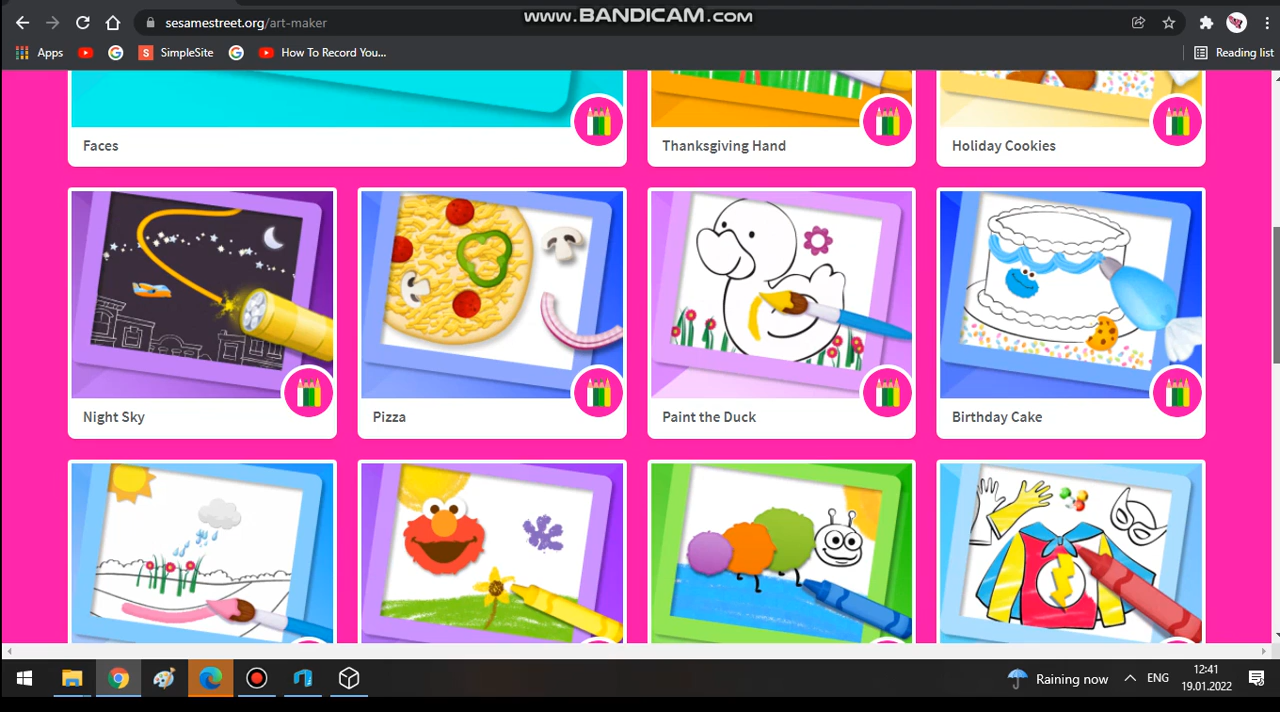 www.BANDICAM.com
sesamestreet.org/art-maker
Apps
SimpleSite
How To Record You...
Reading list
Faces
Thanksgiving Hand
Holiday Cookies
Night Sky
Pizza
Paint the Duck
Birthday Cake
Raining now
ENG
12:41
19.01.2022